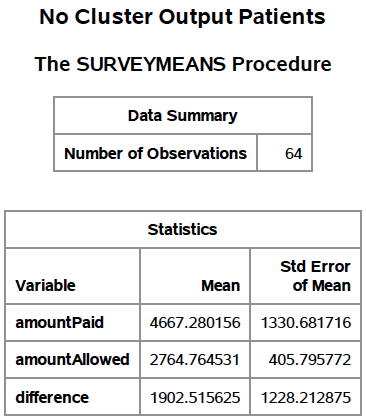 No Cluster Output Patients
The SURVEYMEANS Procedure
Data Summary
Number of Observations 64
Statistics
Variable Mean Std Error of Mean
amountPaid 4667.280156 1330.681716
amountAllowed 2764.764531 405.795772
difference 1902.515625 1228.212875